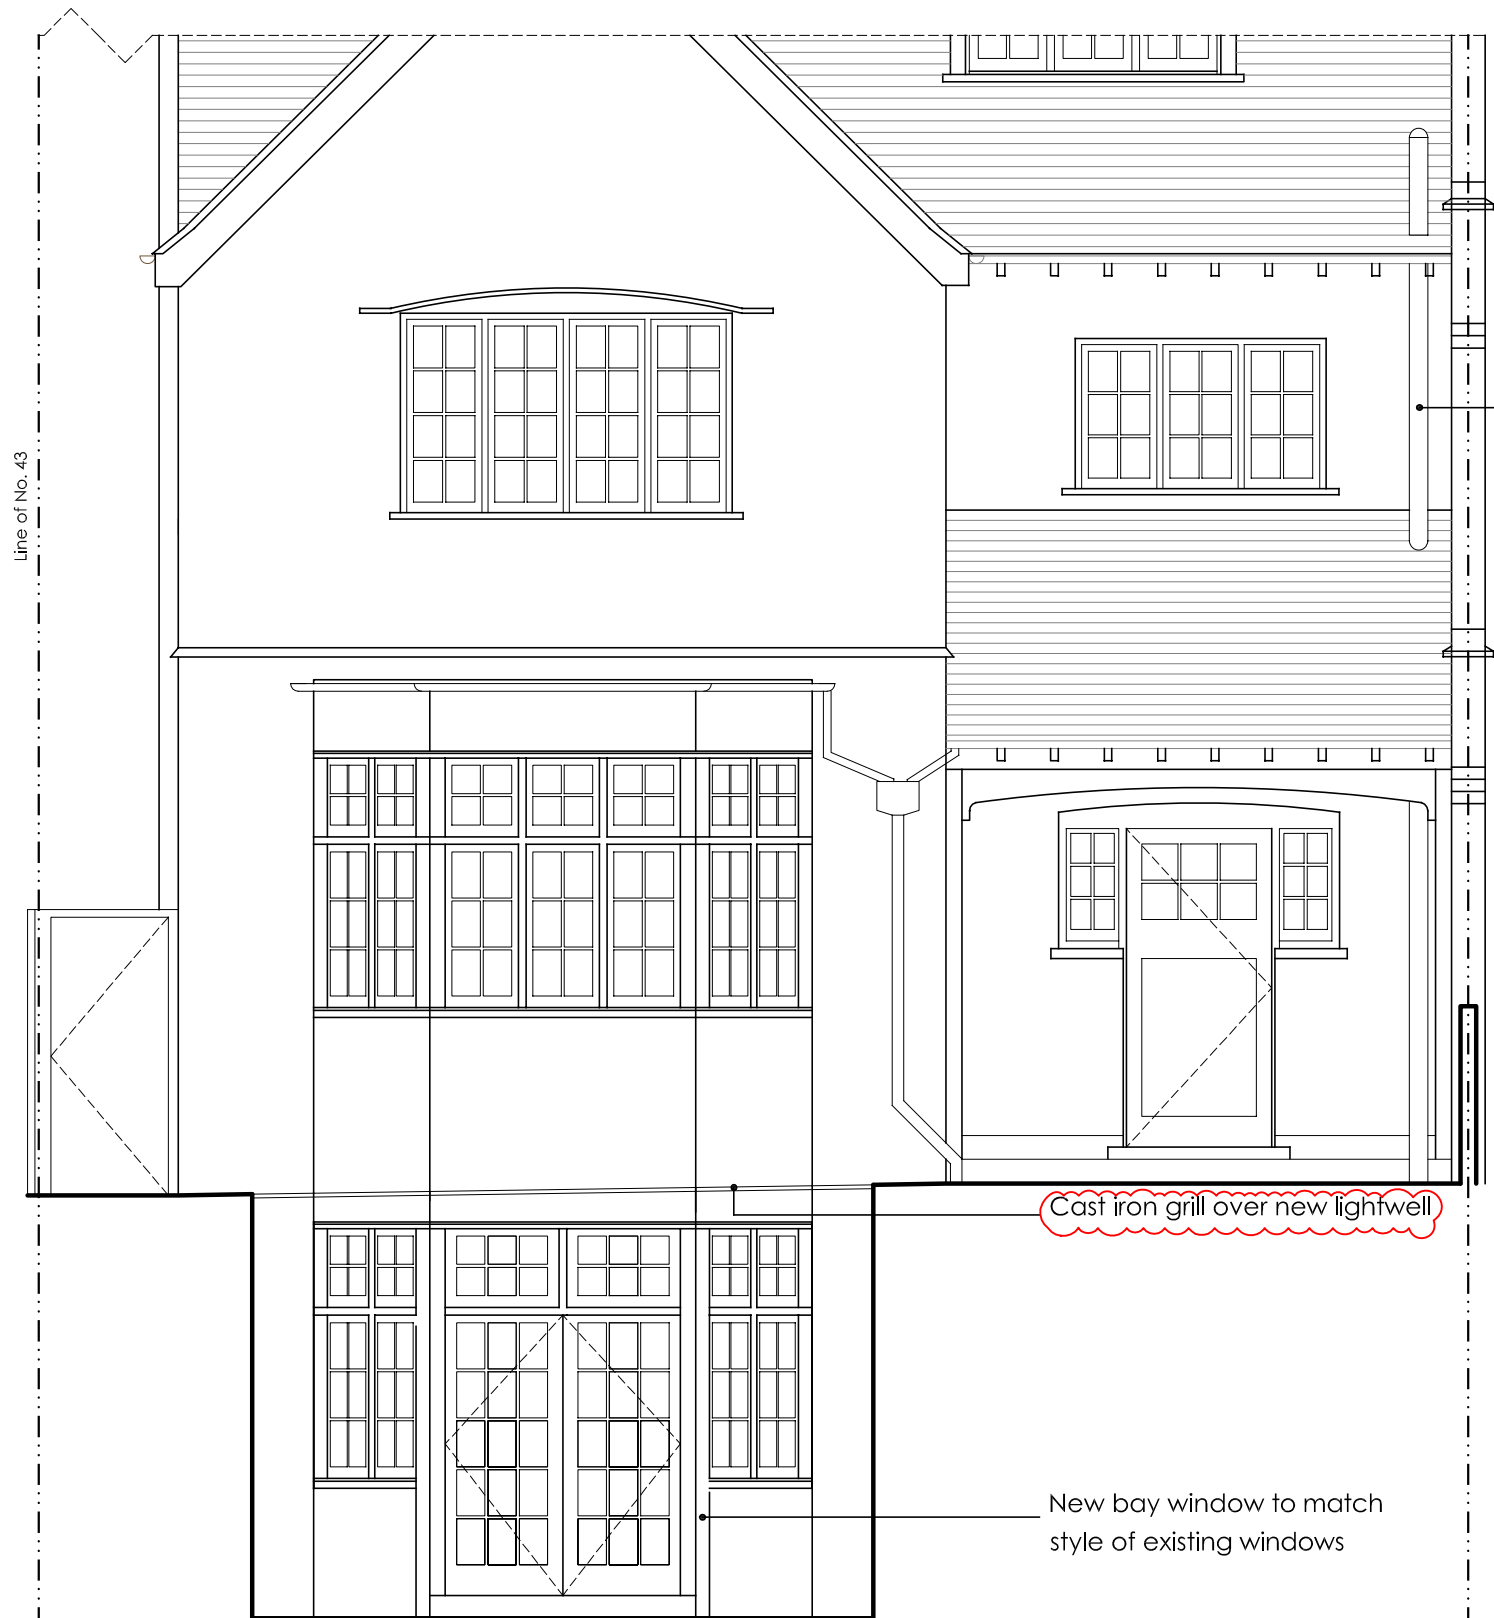 Line of No. 43
Cast iron grill over new lightwell
New bay window to match
style of existing windows